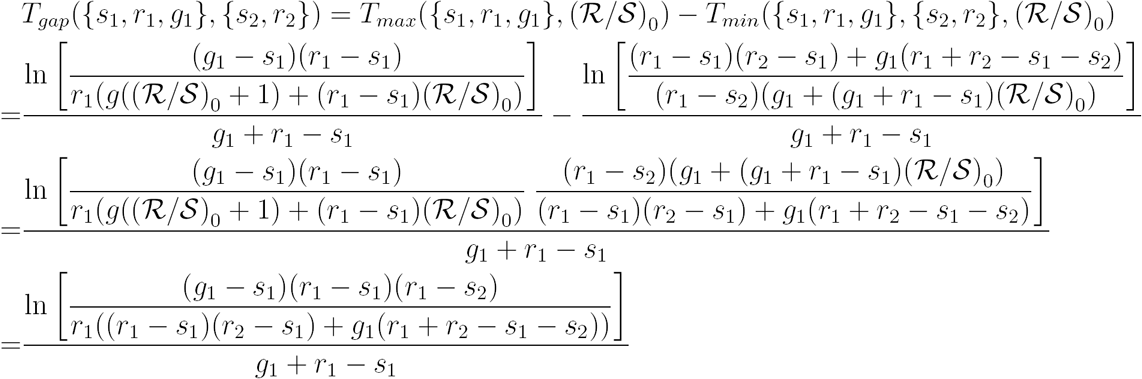 T_{gap}(\{s_1, r_1, g_1\}, \{s_2, r_2\}) = T_{max}(\{s_1, r_1, g_1\}, (\mathcal{R}/\mathcal{S})_0) - T_{min}(\{s_1, r_1, g_1\}, \{s_2, r_2\}, (\mathcal{R}/\mathcal{S})_0)
= \frac{\ln\left[\frac{(g_1 - s_1)(r_1 - s_1)}{r_1(g((\mathcal{R}/\mathcal{S})_0 + 1) + (r_1 - s_1)(\mathcal{R}/\mathcal{S})_0)}\right]}{g_1 + r_1 - s_1} - \frac{\ln\left[\frac{(r_1 - s_1)(r_2 - s_1) + g_1(r_1 + r_2 - s_1 - s_2)}{(r_1 - s_2)(g_1 + (g_1 + r_1 - s_1)(\mathcal{R}/\mathcal{S})_0)}\right]}{g_1 + r_1 - s_1}
= \frac{\ln\left[\frac{(g_1 - s_1)(r_1 - s_1)}{r_1(g((\mathcal{R}/\mathcal{S})_0 + 1) + (r_1 - s_1)(\mathcal{R}/\mathcal{S})_0)} \frac{(r_1 - s_2)(g_1 + (g_1 + r_1 - s_1)(\mathcal{R}/\mathcal{S})_0)}{(r_1 - s_1)(r_2 - s_1) + g_1(r_1 + r_2 - s_1 - s_2)}\right]}{g_1 + r_1 - s_1}
= \frac{\ln\left[\frac{(g_1 - s_1)(r_1 - s_1)(r_1 - s_2)}{r_1((r_1 - s_1)(r_2 - s_1) + g_1(r_1 + r_2 - s_1 - s_2))}\right]}{g_1 + r_1 - s_1}